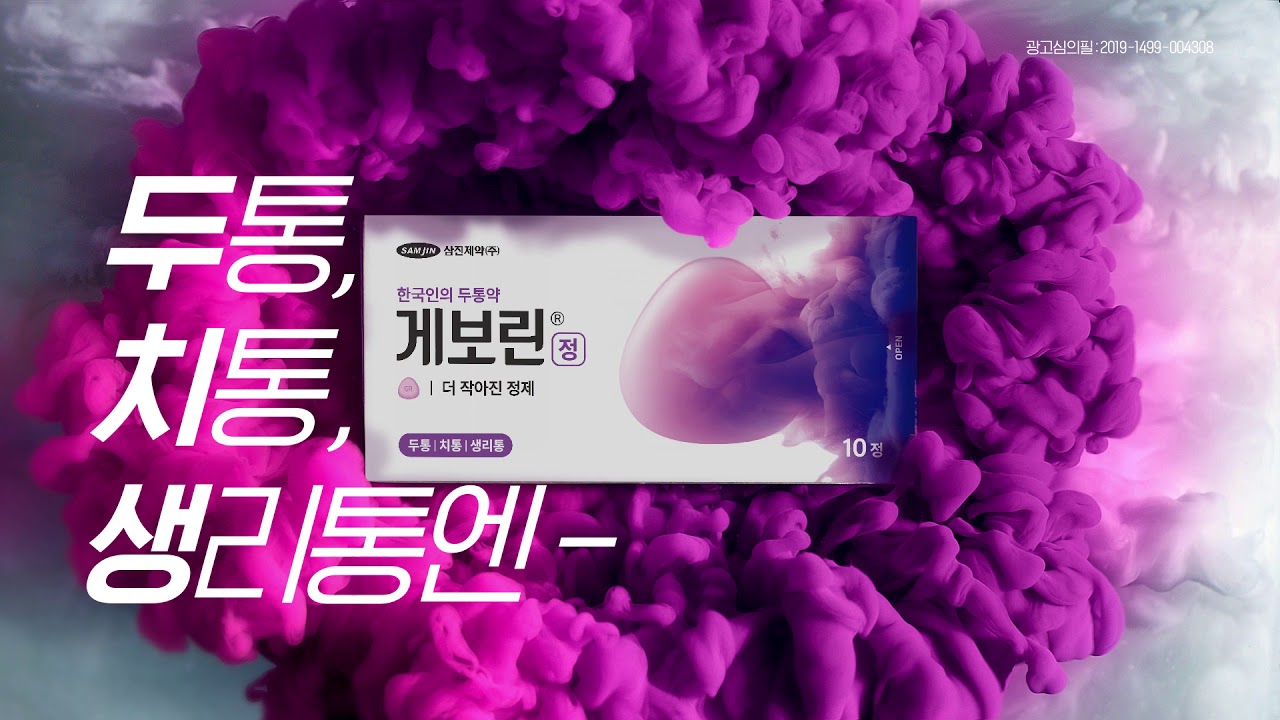 광고심의필 : 2019-1499-004308
두통,
치통,
생리통엔 –
SAMJIN 삼진제약(주)
한국인의 두통약
게보린® 정
더 작아진 정제
두통 | 치통 | 생리통
10정
OPEN